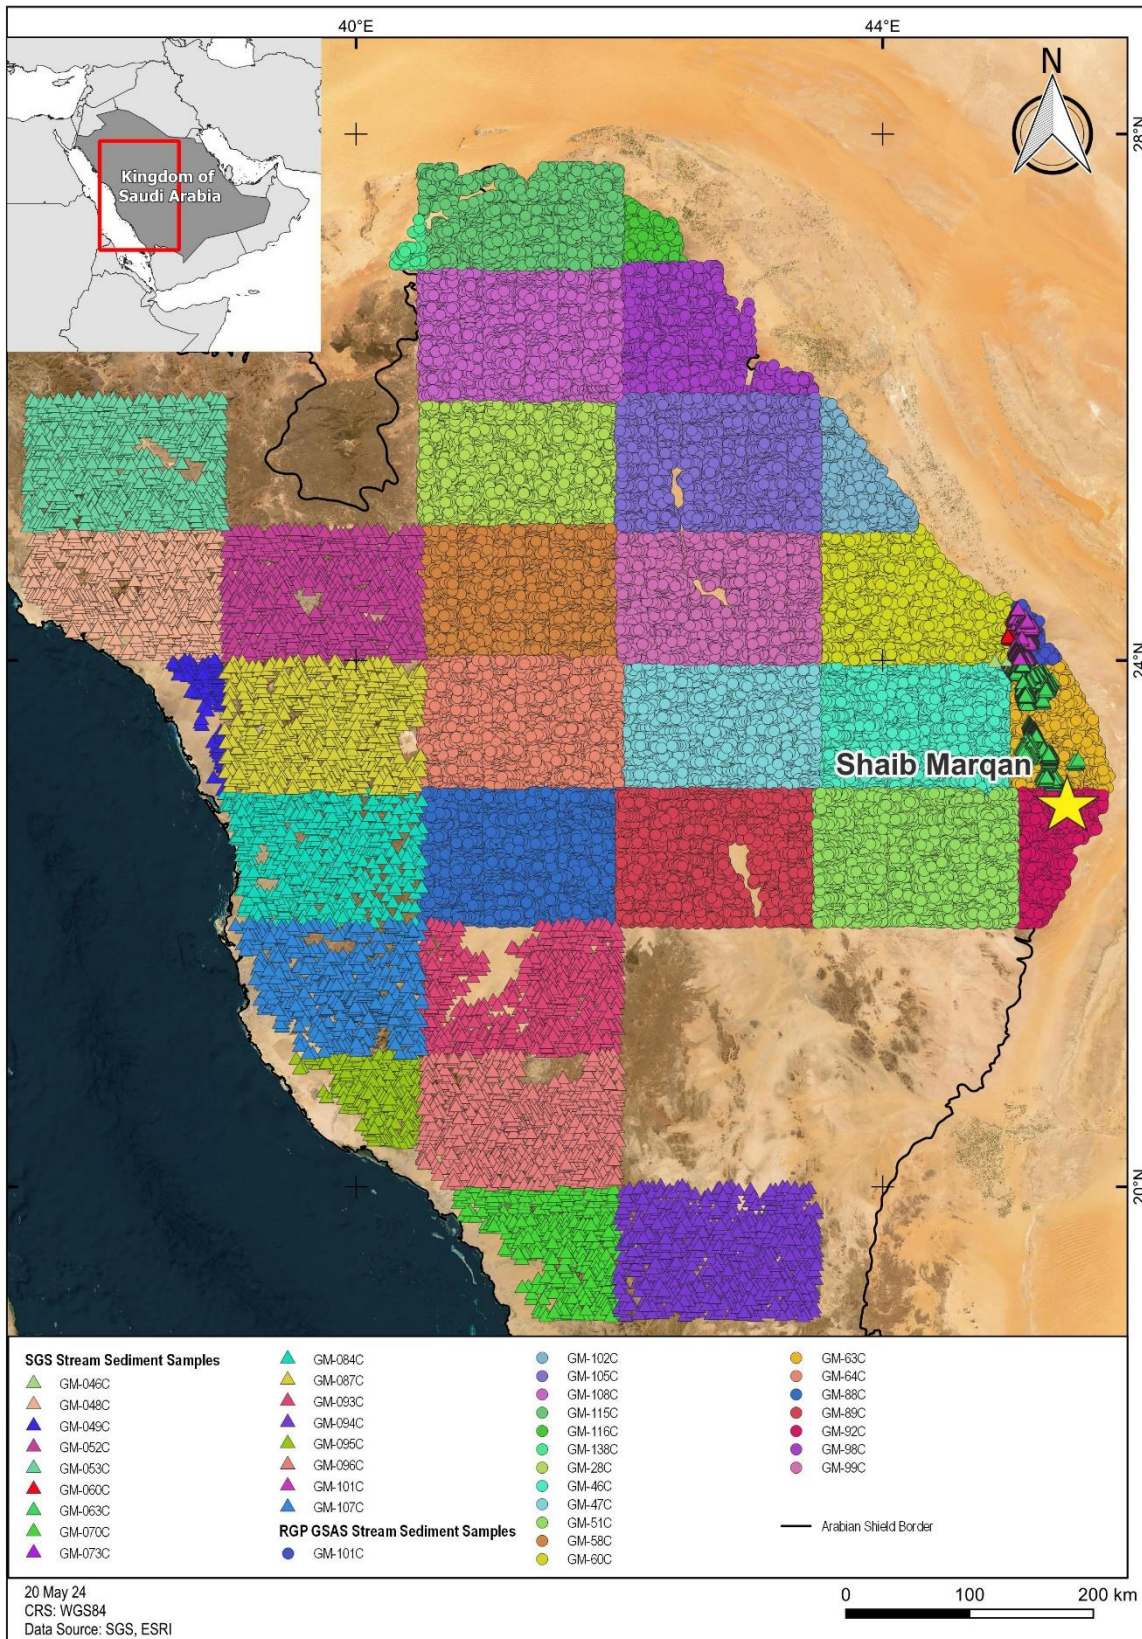 40°E
44°E
N
28°N
Kingdom of
Saudi Arabia
24°N
Shaib Marqan
20°N
SGS Stream Sediment Samples
GM-046C
GM-048C
GM-049C
GM-052C
GM-053C
GM-060C
GM-063C
GM-070C
GM-073C
GM-084C
GM-087C
GM-093C
GM-094C
GM-095C
GM-096C
GM-101C
GM-107C
RGP GSAS Stream Sediment Samples
GM-101C
GM-102C
GM-105C
GM-108C
GM-115C
GM-116C
GM-138C
GM-28C
GM-46C
GM-47C
GM-51C
GM-58C
GM-60C
GM-63C
GM-64C
GM-88C
GM-89C
GM-92C
GM-98C
GM-99C
Arabian Shield Border
20 May 24
CRS: WGS84
Data Source: SGS, ESRI
0 100 200 km